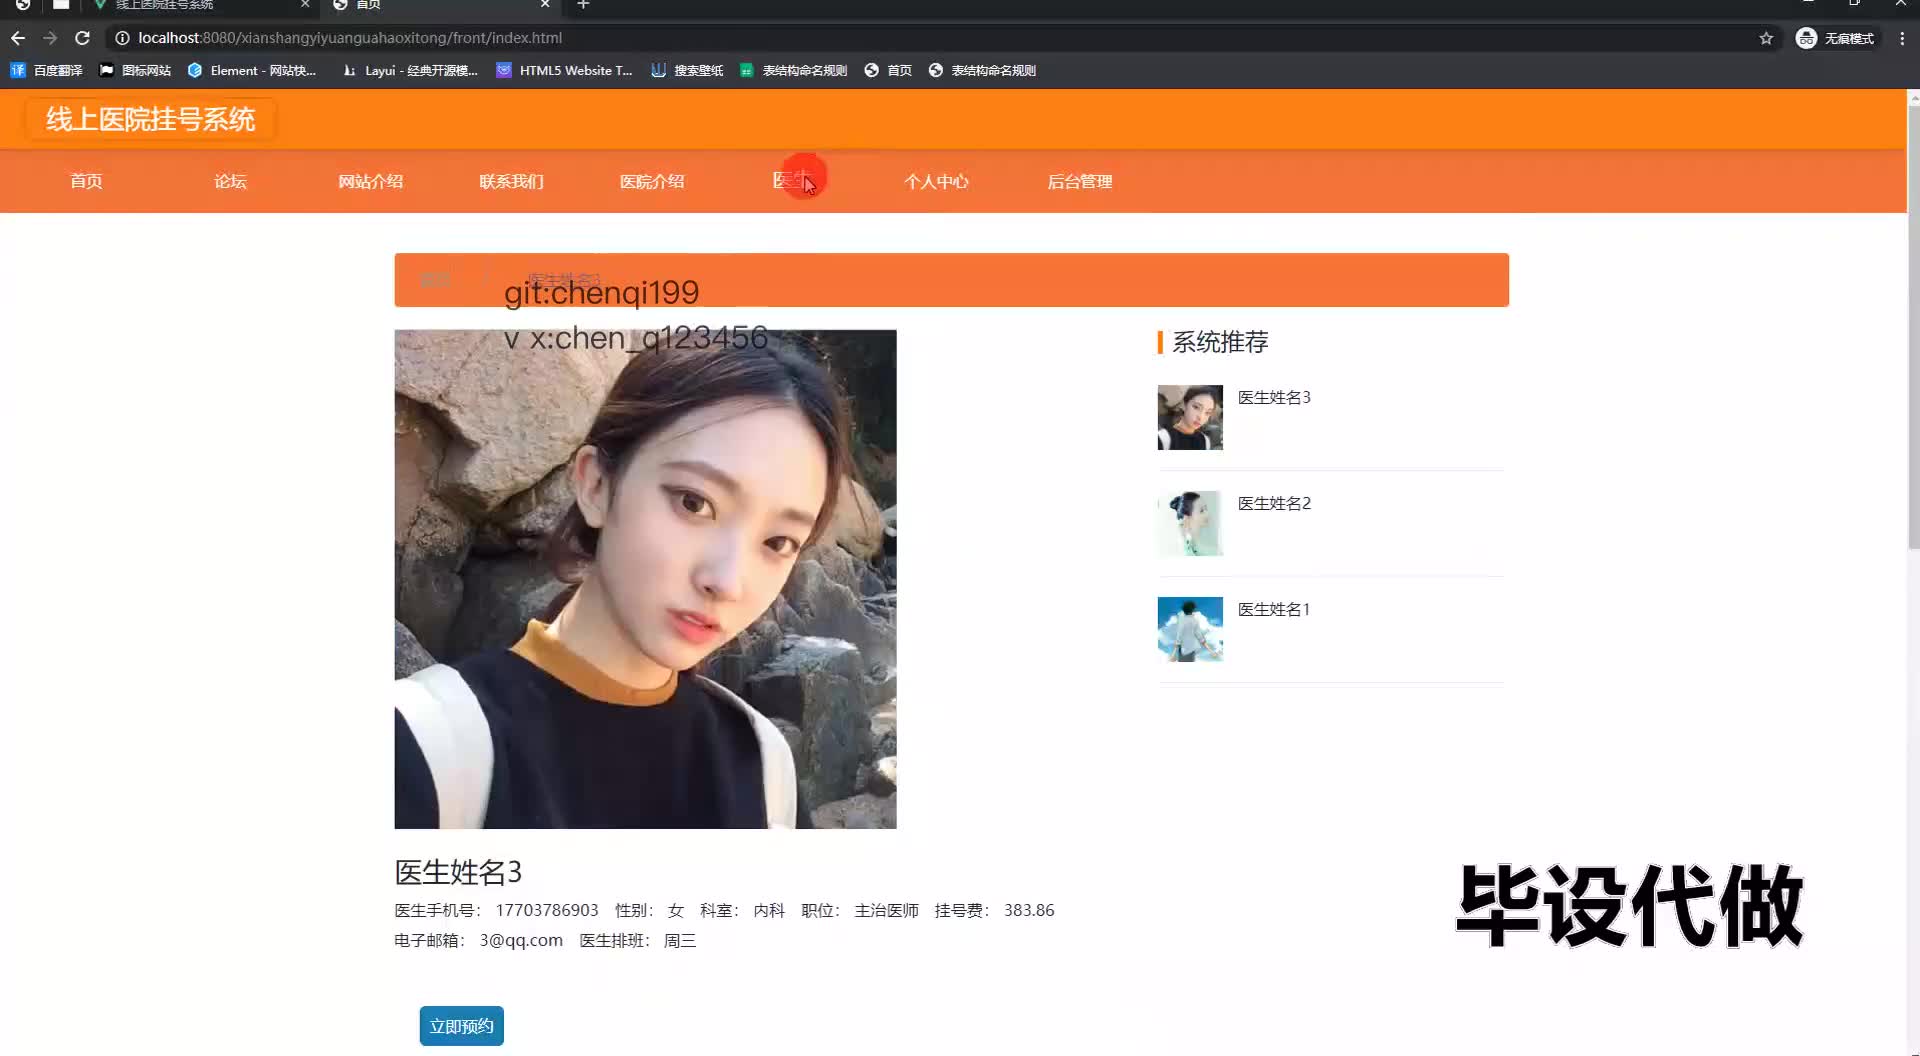 线上医院挂号系统
首页
localhost:8080/xianshangyiyuanguahaoxitong/front/index.html
无痕模式
百度翻译
图标网站
Element - 网站快...
Layui - 经典开源模...
HTML5 Website T...
搜索壁纸
表结构命名规则
首页
表结构命名规则
线上医院挂号系统
首页
论坛
网站介绍
联系我们
医院介绍
医生
个人中心
后台管理
医生姓名3
git:chenqi199
v x:chen_q123456
系统推荐
医生姓名3
医生姓名2
医生姓名1
医生姓名3
医生手机号： 17703786903 性别： 女 科室： 内科 职位： 主治医师 挂号费： 383.86
电子邮箱： 3@qq.com 医生排班： 周三
毕设代做
立即预约